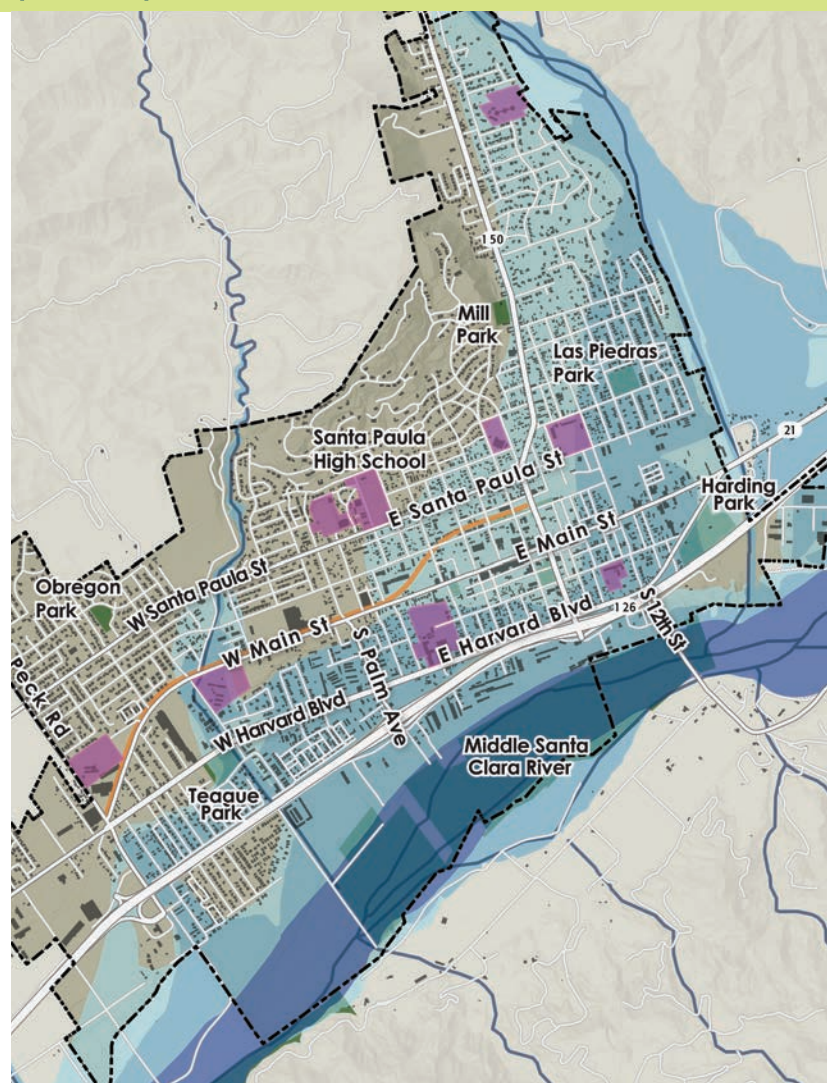 150
Mill
Park
Las Piedras
Park
Santa Paula
High School
E Santa Paula St
21
Harding
Park
E Main St
Obregon
Park
W Santa Paula St
W Main St
S Palm Ave
E Harvard Blvd
126
S 12th St
Peck Rd
W Harvard Blvd
Middle Santa
Clara River
Teague
Park